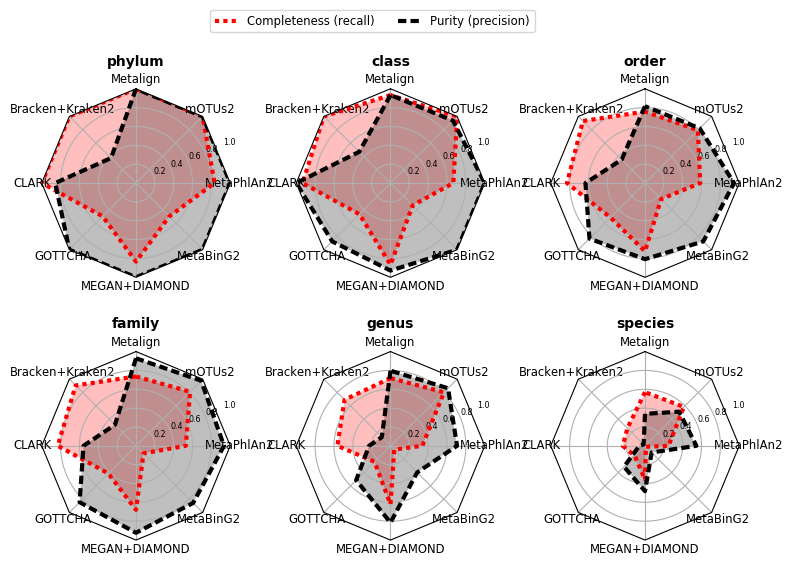 Completeness (recall) Purity (precision)
phylum class order
Metalign Metalign Metalign
Bracken+Kraken2 mOTUs2 Bracken+Kraken2 mOTUs2 Bracken+Kraken2 mOTUs2
0.2 0.4 0.6 0.8 1.0 0.2 0.4 0.6 0.8 1.0 0.2 0.4 0.6 0.8 1.0
CLARK MetaPhlAn2 CLARK MetaPhlAn2 CLARK MetaPhlAn2
GOTTCHA MetaBinG2 GOTTCHA MetaBinG2 GOTTCHA MetaBinG2
MEGAN+DIAMOND MEGAN+DIAMOND MEGAN+DIAMOND
family genus species
Metalign Metalign Metalign
Bracken+Kraken2 mOTUs2 Bracken+Kraken2 mOTUs2 Bracken+Kraken2 mOTUs2
0.2 0.4 0.6 0.8 1.0 0.2 0.4 0.6 0.8 1.0 0.2 0.4 0.6 0.8 1.0
CLARK MetaPhlAn2 CLARK MetaPhlAn2 CLARK MetaPhlAn2
GOTTCHA MetaBinG2 GOTTCHA MetaBinG2 GOTTCHA MetaBinG2
MEGAN+DIAMOND MEGAN+DIAMOND MEGAN+DIAMOND